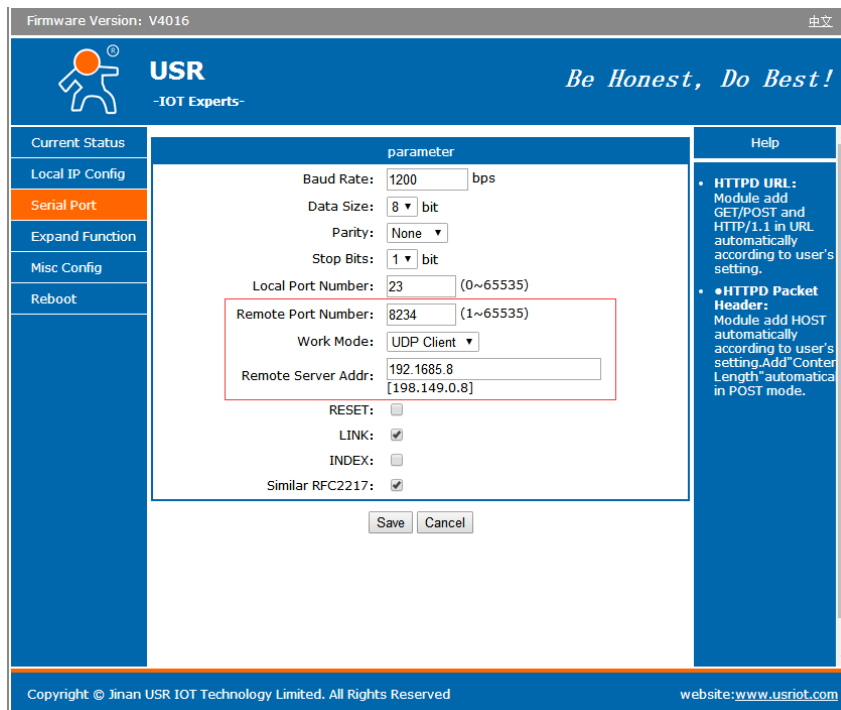 Firmware Version: V4016
中文
®
USR
-IOT Experts-
Be Honest, Do Best!
Current Status
Local IP Config
Serial Port
Expand Function
Misc Config
Reboot
parameter
Baud Rate: 1200 bps
Data Size: 8 bit
Parity: None
Stop Bits: 1 bit
Local Port Number: 23 (0~65535)
Remote Port Number: 8234 (1~65535)
Work Mode: UDP Client
Remote Server Addr: 192.1685.8
[198.149.0.8]
RESET:
LINK:
INDEX:
Similar RFC2217:
Save Cancel
Help
• HTTPD URL:
Module add
GET/POST and
HTTP/1.1 in URL
automatically
according to user's
setting.
• ●HTTPD Packet
Header:
Module add HOST
automatically
according to user's
setting.Add"Conter
Length"automatica
in POST mode.
Copyright © Jinan USR IOT Technology Limited. All Rights Reserved
website:www.usriot.com